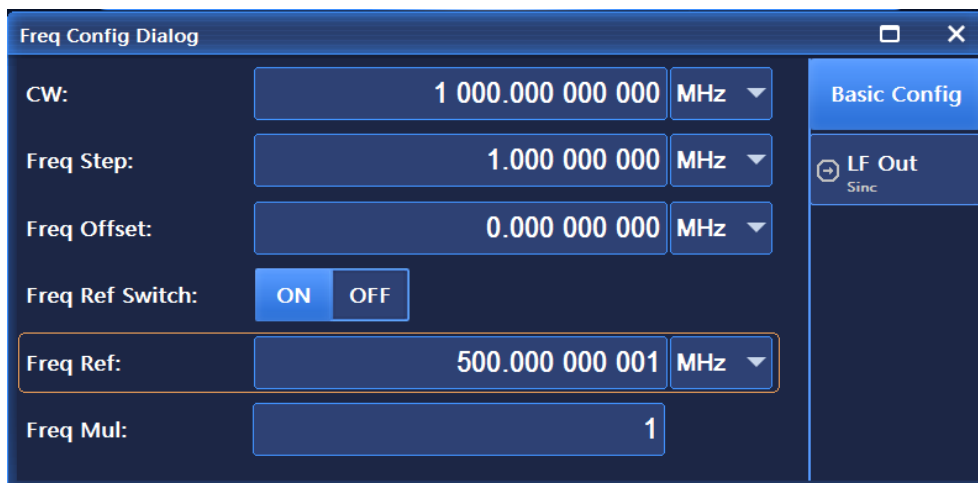 Freq Config Dialog
CW: 1 000.000 000 000 MHz
Basic Config
Freq Step: 1.000 000 000 MHz
LF Out
Sinc
Freq Offset: 0.000 000 000 MHz
Freq Ref Switch: ON OFF
Freq Ref: 500.000 000 001 MHz
Freq Mul: 1